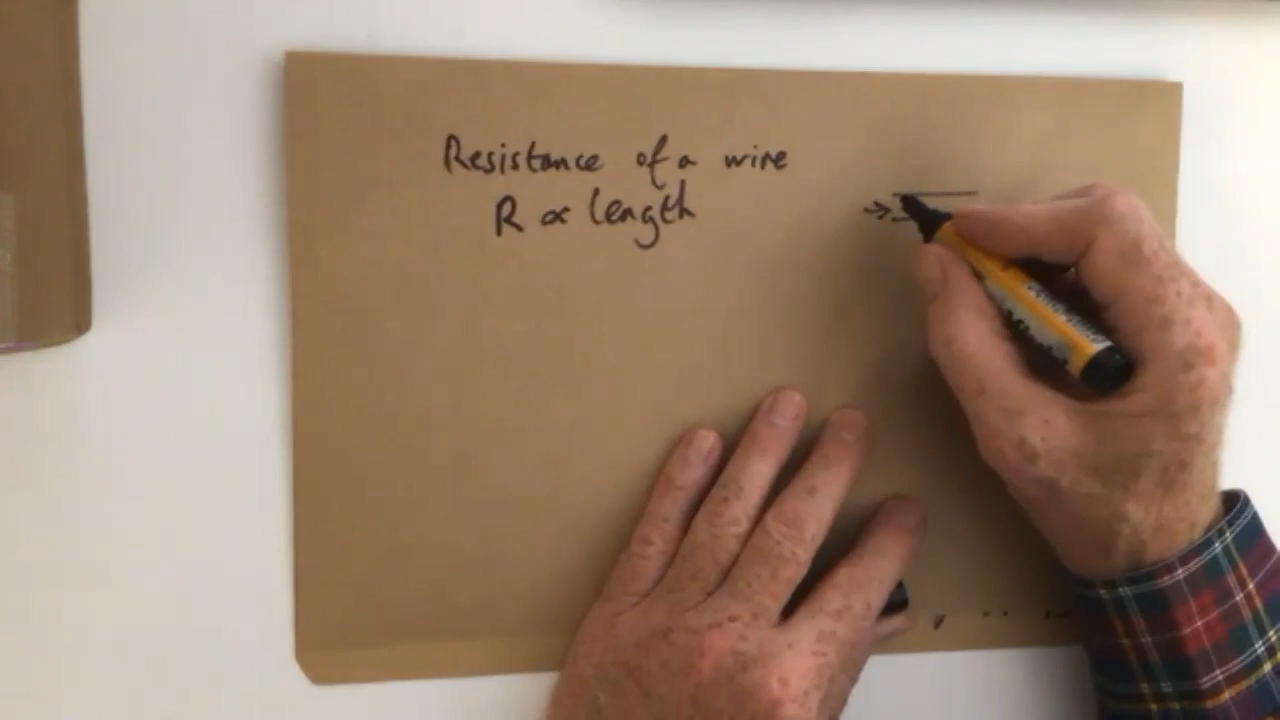 Resistance of a wire
R ∝ length